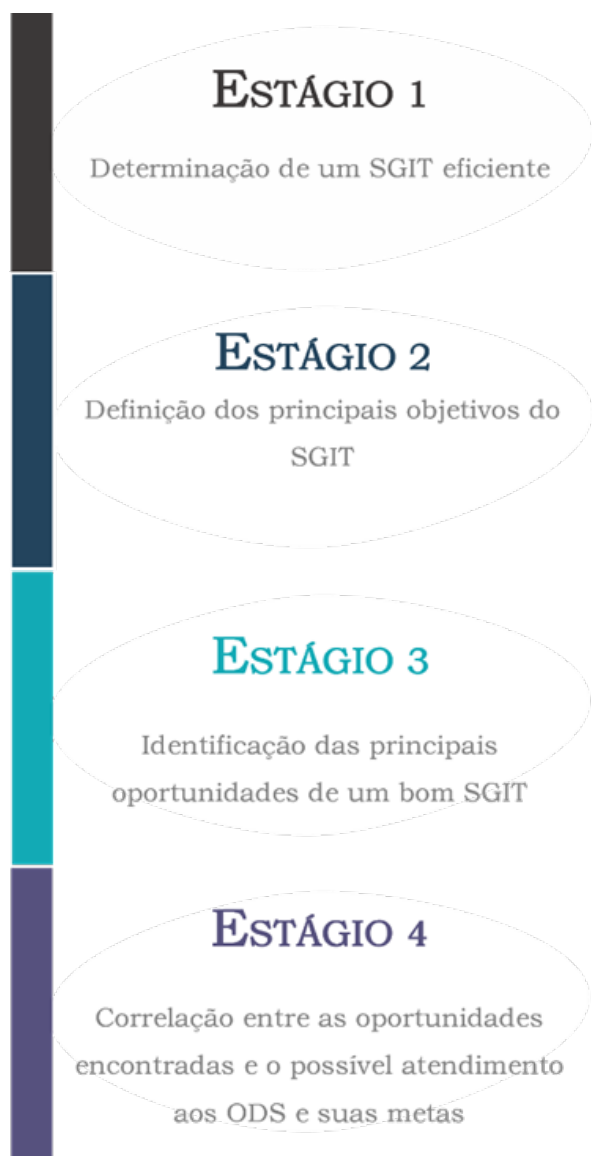 ESTÁGIO 1
Determinação de um SGIT eficiente
ESTÁGIO 2
Definição dos principais objetivos do
SGIT
ESTÁGIO 3
Identificação das principais
oportunidades de um bom SGIT
ESTÁGIO 4
Correlação entre as oportunidades
encontradas e o possível atendimento
aos ODS e suas metas